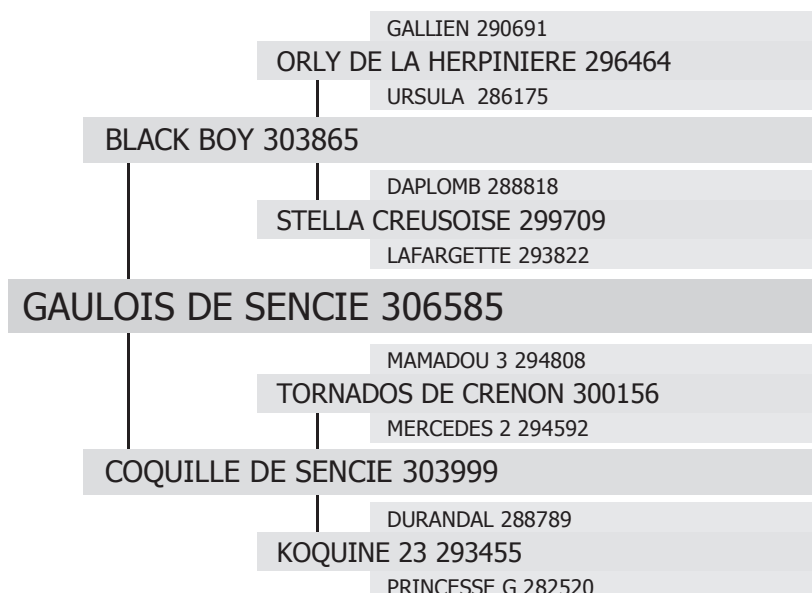 GALLIEN 290691
ORLY DE LA HERPINIERE 296464
URSULA 286175
BLACK BOY 303865
DAPLOMB 288818
STELLA CREUSOISE 299709
LAFARGETTE 293822
GAULOIS DE SENCIE 306585
MAMADOU 3 294808
TORNADOS DE CRENON 300156
MERCEDES 2 294592
COQUILLE DE SENCIE 303999
DURANDAL 288789
KOQUINE 23 293455
PRINCESSE G 282520